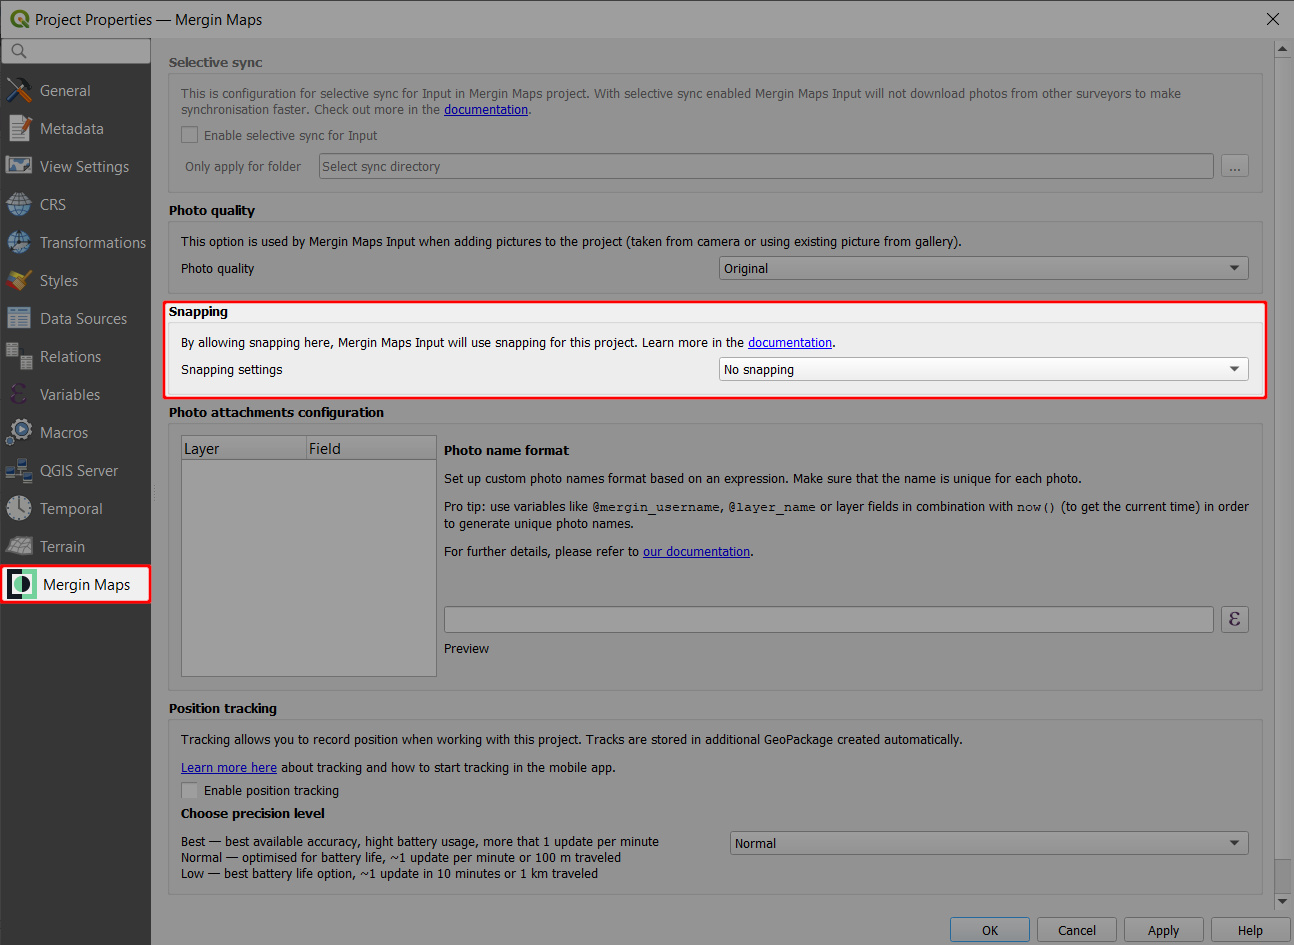 Project Properties — Mergin Maps
General
Metadata
View Settings
CRS
Transformations
Styles
Data Sources
Relations
Variables
Macros
QGIS Server
Temporal
Terrain
Mergin Maps
Selective sync
This is configuration for selective sync for Input in Mergin Maps project. With selective sync enabled Mergin Maps Input will not download photos from other surveyors to make
synchronisation faster. Check out more in the documentation.
Enable selective sync for Input
Only apply for folder Select sync directory ...
Photo quality
This option is used by Mergin Maps Input when adding pictures to the project (taken from camera or using existing picture from gallery).
Photo quality Original
Snapping
By allowing snapping here, Mergin Maps Input will use snapping for this project. Learn more in the documentation.
Snapping settings No snapping
Photo attachments configuration
Layer Field
Photo name format
Set up custom photo names format based on an expression. Make sure that the name is unique for each photo.
Pro tip: use variables like @mergin_username, @layer_name or layer fields in combination with now() (to get the current time) in order
to generate unique photo names.
For further details, please refer to our documentation.
ε
Preview
Position tracking
Tracking allows you to record position when working with this project. Tracks are stored in additional GeoPackage created automatically.
Learn more here about tracking and how to start tracking in the mobile app.
Enable position tracking
Choose precision level
Best — best available accuracy, hight battery usage, more that 1 update per minute
Normal — optimised for battery life, ~1 update per minute or 100 m traveled
Low — best battery life option, ~1 update in 10 minutes or 1 km traveled
Normal
OK Cancel Apply Help